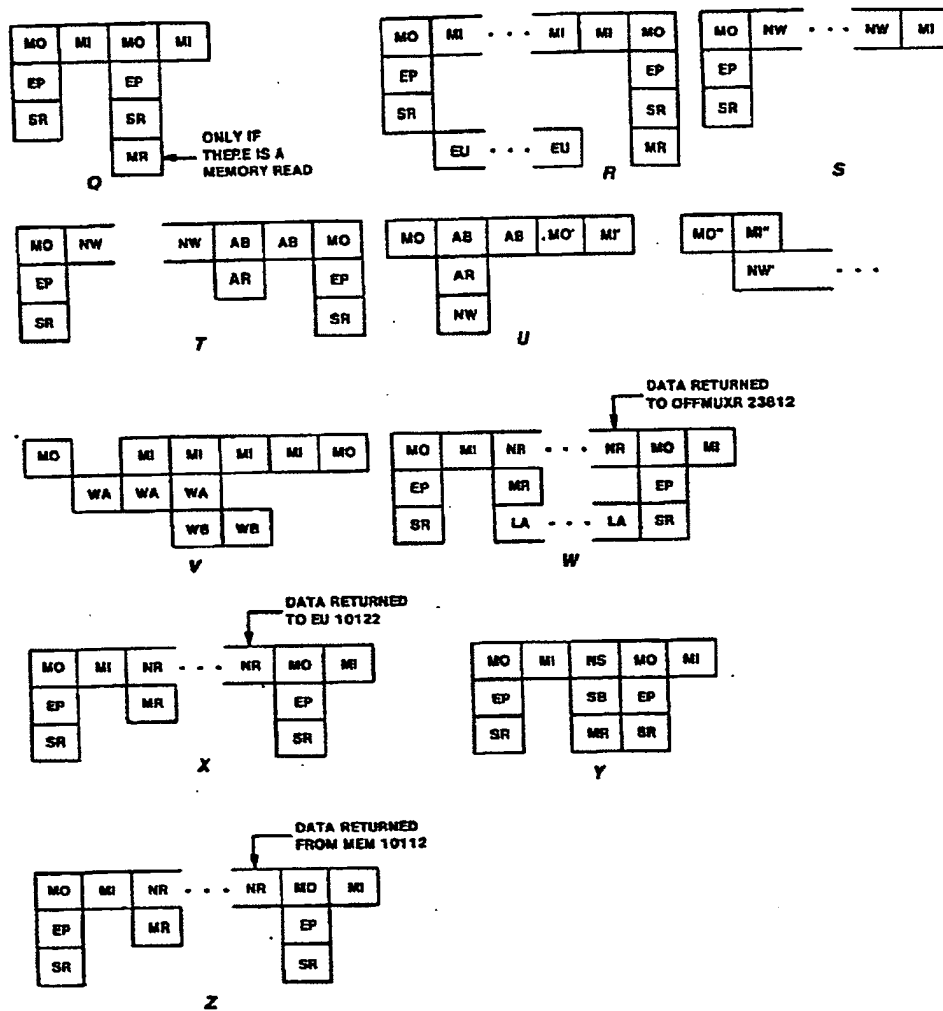 MO MI MO MI
EP EP
SR SR
MR
ONLY IF
THERE IS A
MEMORY READ
Q
MO MI · · · MI MI MO
EP EP
SR SR
EU · · · EU MR
R
MO NW · · · NW MI
EP
SR
S
MO NW NW AB AB MO
EP AR EP
SR SR
T
MO AB AB .MO' MI'
AR
NW
U
MO" MI"
NW' · · ·
MO MI MI MI MI MO
WA WA WA
WB WB
V
DATA RETURNED
TO OFFMUXR 23812
MO MI NR · · · NR MO MI
EP MR EP
SR LA · · · LA SR
W
DATA RETURNED
TO EU 10122
MO MI NR · · · NR MO MI
EP MR EP
SR SR
X
MO MI NS MO MI
EP SB EP
SR MR SR
Y
DATA RETURNED
FROM MEM 10112
MO MI NR · · · NR MO MI
EP MR EP
SR SR
Z